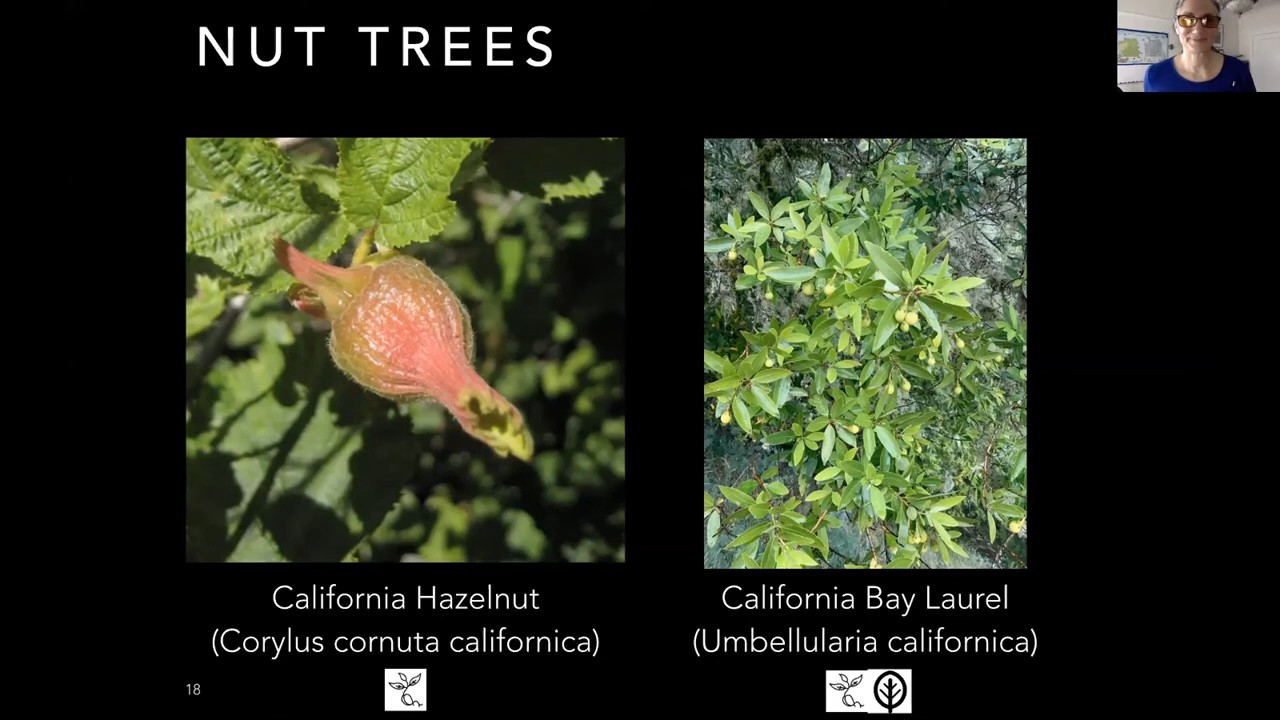 NUT TREES
California Hazelnut
(Corylus cornuta californica)
California Bay Laurel
(Umbellularia californica)
18